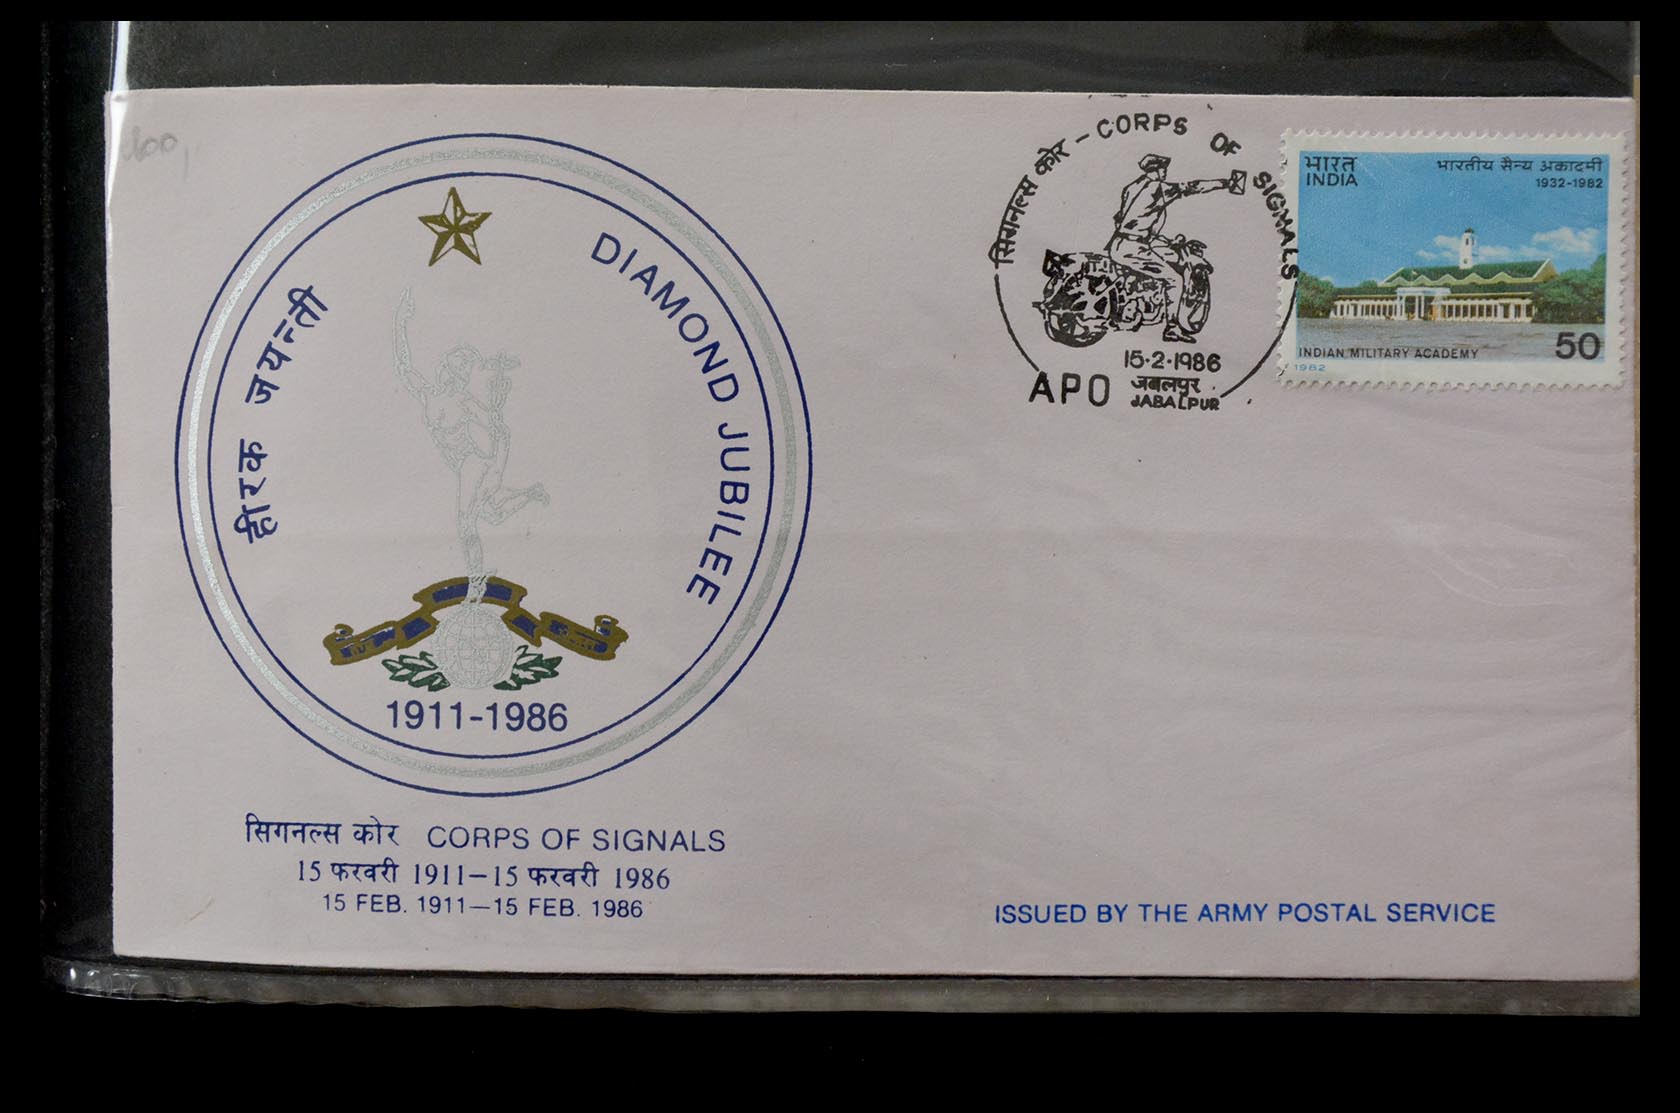 हीरक जयन्ती
DIAMOND JUBILEE
1911-1986
सिगनल्स कोर CORPS OF SIGNALS
15 फरवरी 1911–15 फरवरी 1986
15 FEB. 1911–15 FEB. 1986
सिगनल्स कोर – CORPS OF SIGNALS
15·2·1986
APO जबलपुर
JABALPUR
भारत
INDIA
भारतीय सैन्य अकादमी
1932-1982
INDIAN MILITARY ACADEMY
50
1982
ISSUED BY THE ARMY POSTAL SERVICE